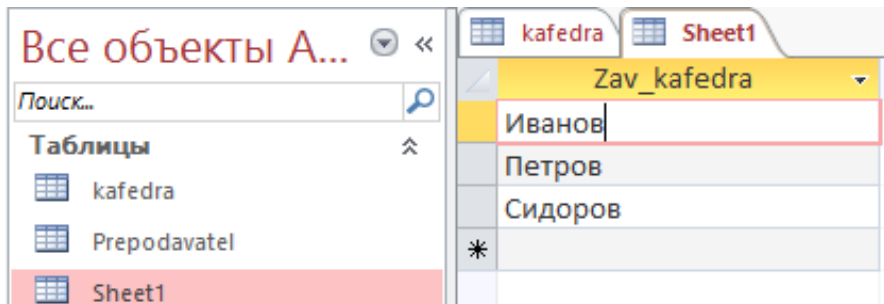 Все объекты A...
Поиск...
Таблицы
kafedra
Prepodavatel
Sheet1
kafedra
Sheet1
Zav_kafedra
Иванов
Петров
Сидоров